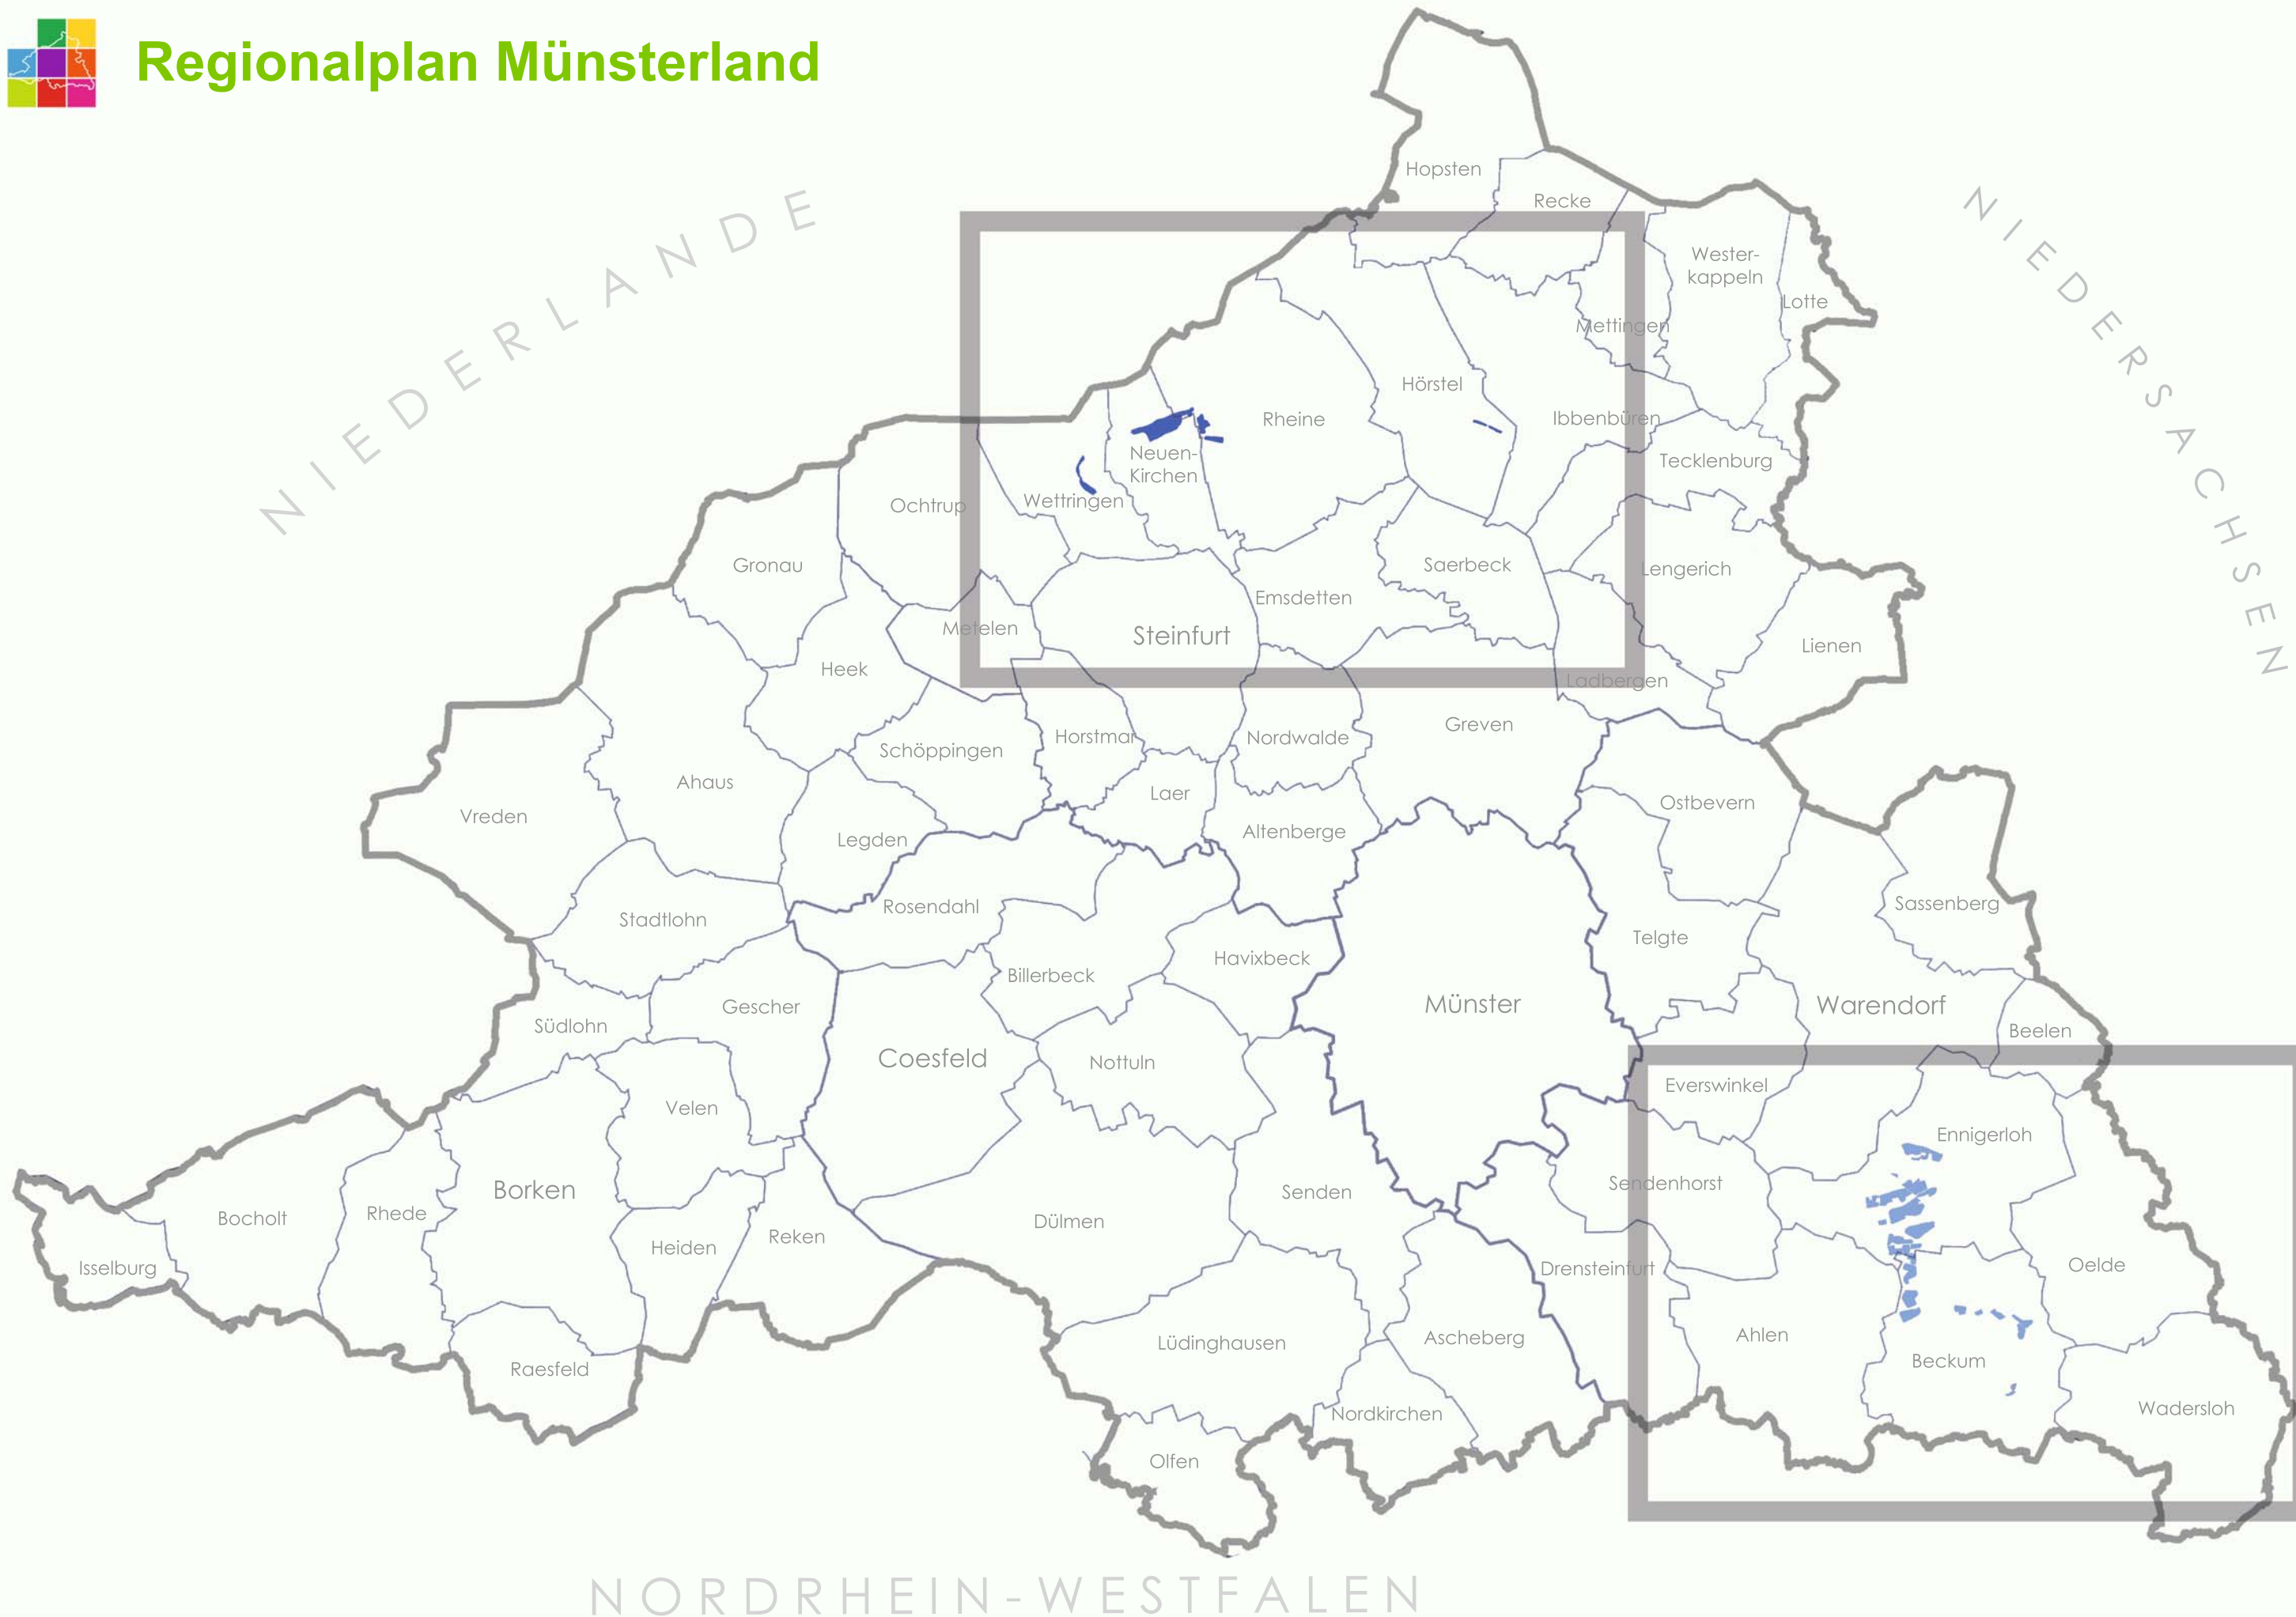 Regionalplan Münsterland
NIEDERLANDE
NIEDERSACHSEN
Hopsten
Recke
Wester-
kappeln
Lotte
Mettingen
Hörstel
Rheine
Ibbenbüren
Neuen-
Kirchen
Tecklenburg
Wettringen
Ochtrup
Gronau
Saerbeck
Lengerich
Emsdetten
Metelen
Steinfurt
Lienen
Heek
Ladbergen
Greven
Horstmar
Nordwalde
Schöppingen
Ahaus
Laer
Ostbevern
Vreden
Altenberge
Legden
Sassenberg
Rosendahl
Stadtlohn
Telgte
Havixbeck
Billerbeck
Münster
Warendorf
Gescher
Südlohn
Beelen
Coesfeld
Nottuln
Everswinkel
Velen
Ennigerloh
Sendenhorst
Borken
Senden
Rhede
Bocholt
Dülmen
Reken
Heiden
Oelde
Isselburg
Drensteinfurt
Ahlen
Ascheberg
Lüdinghausen
Beckum
Raesfeld
Wadersloh
Nordkirchen
Olfen
NORDRHEIN-WESTFALEN